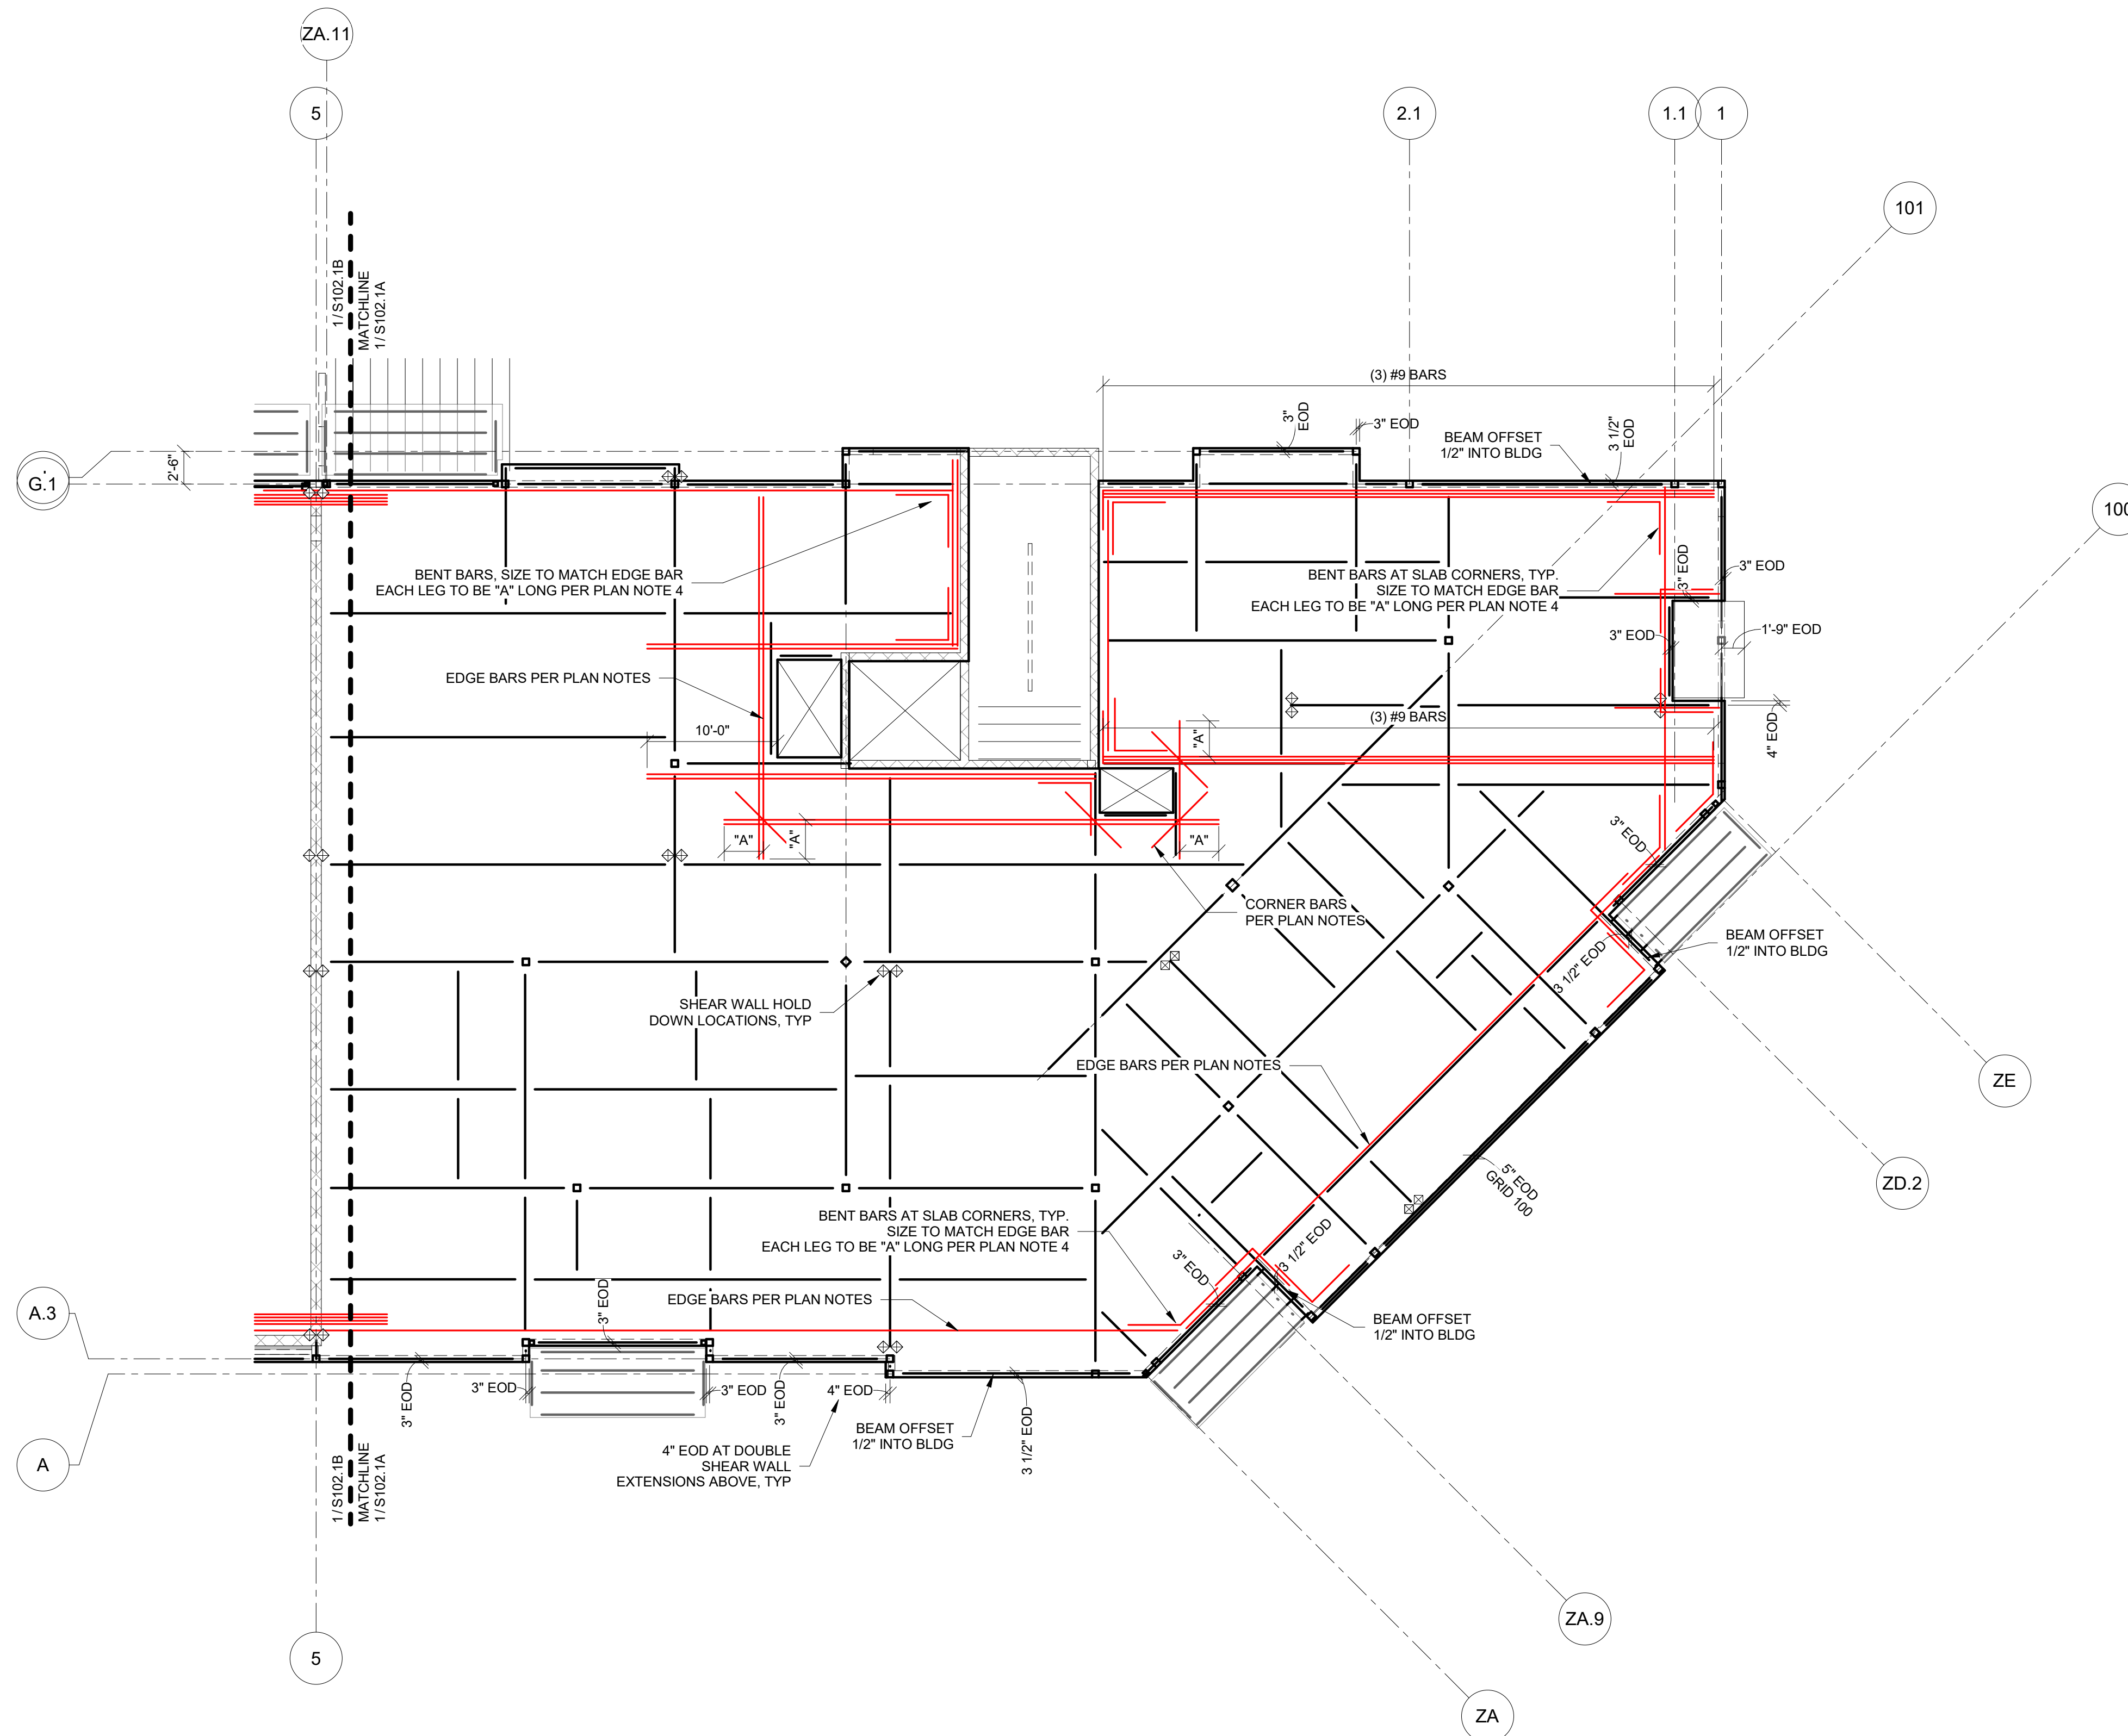 ZA.11
5
2.1
1.1
1
101
100
1 / S102.1B
MATCHLINE
1 / S102.1A
2'-6"
G.1
(3) #9 BARS
3"
EOD
3" EOD
BEAM OFFSET
1/2" INTO BLDG
3 1/2"
EOD
BENT BARS, SIZE TO MATCH EDGE BAR
EACH LEG TO BE "A" LONG PER PLAN NOTE 4
BENT BARS AT SLAB CORNERS, TYP.
SIZE TO MATCH EDGE BAR
EACH LEG TO BE "A" LONG PER PLAN NOTE 4
3" EOD
3" EOD
3" EOD
1'-9" EOD
EDGE BARS PER PLAN NOTES
10'-0"
(3) #9 BARS
"A"
4" EOD
"A"
"A"
"A"
3" EOD
CORNER BARS
PER PLAN NOTES
BEAM OFFSET
1/2" INTO BLDG
3 1/2" EOD
SHEAR WALL HOLD
DOWN LOCATIONS, TYP
EDGE BARS PER PLAN NOTES
ZE
5" EOD
GRID 100
ZD.2
BENT BARS AT SLAB CORNERS, TYP.
SIZE TO MATCH EDGE BAR
EACH LEG TO BE "A" LONG PER PLAN NOTE 4
3" EOD
3 1/2" EOD
EDGE BARS PER PLAN NOTES
3" EOD
BEAM OFFSET
1/2" INTO BLDG
A.3
3" EOD
3" EOD
3" EOD
3" EOD
4" EOD
BEAM OFFSET
1/2" INTO BLDG
3 1/2" EOD
4" EOD AT DOUBLE
SHEAR WALL
EXTENSIONS ABOVE, TYP
A
1 / S102.1B
MATCHLINE
1 / S102.1A
ZA.9
5
ZA